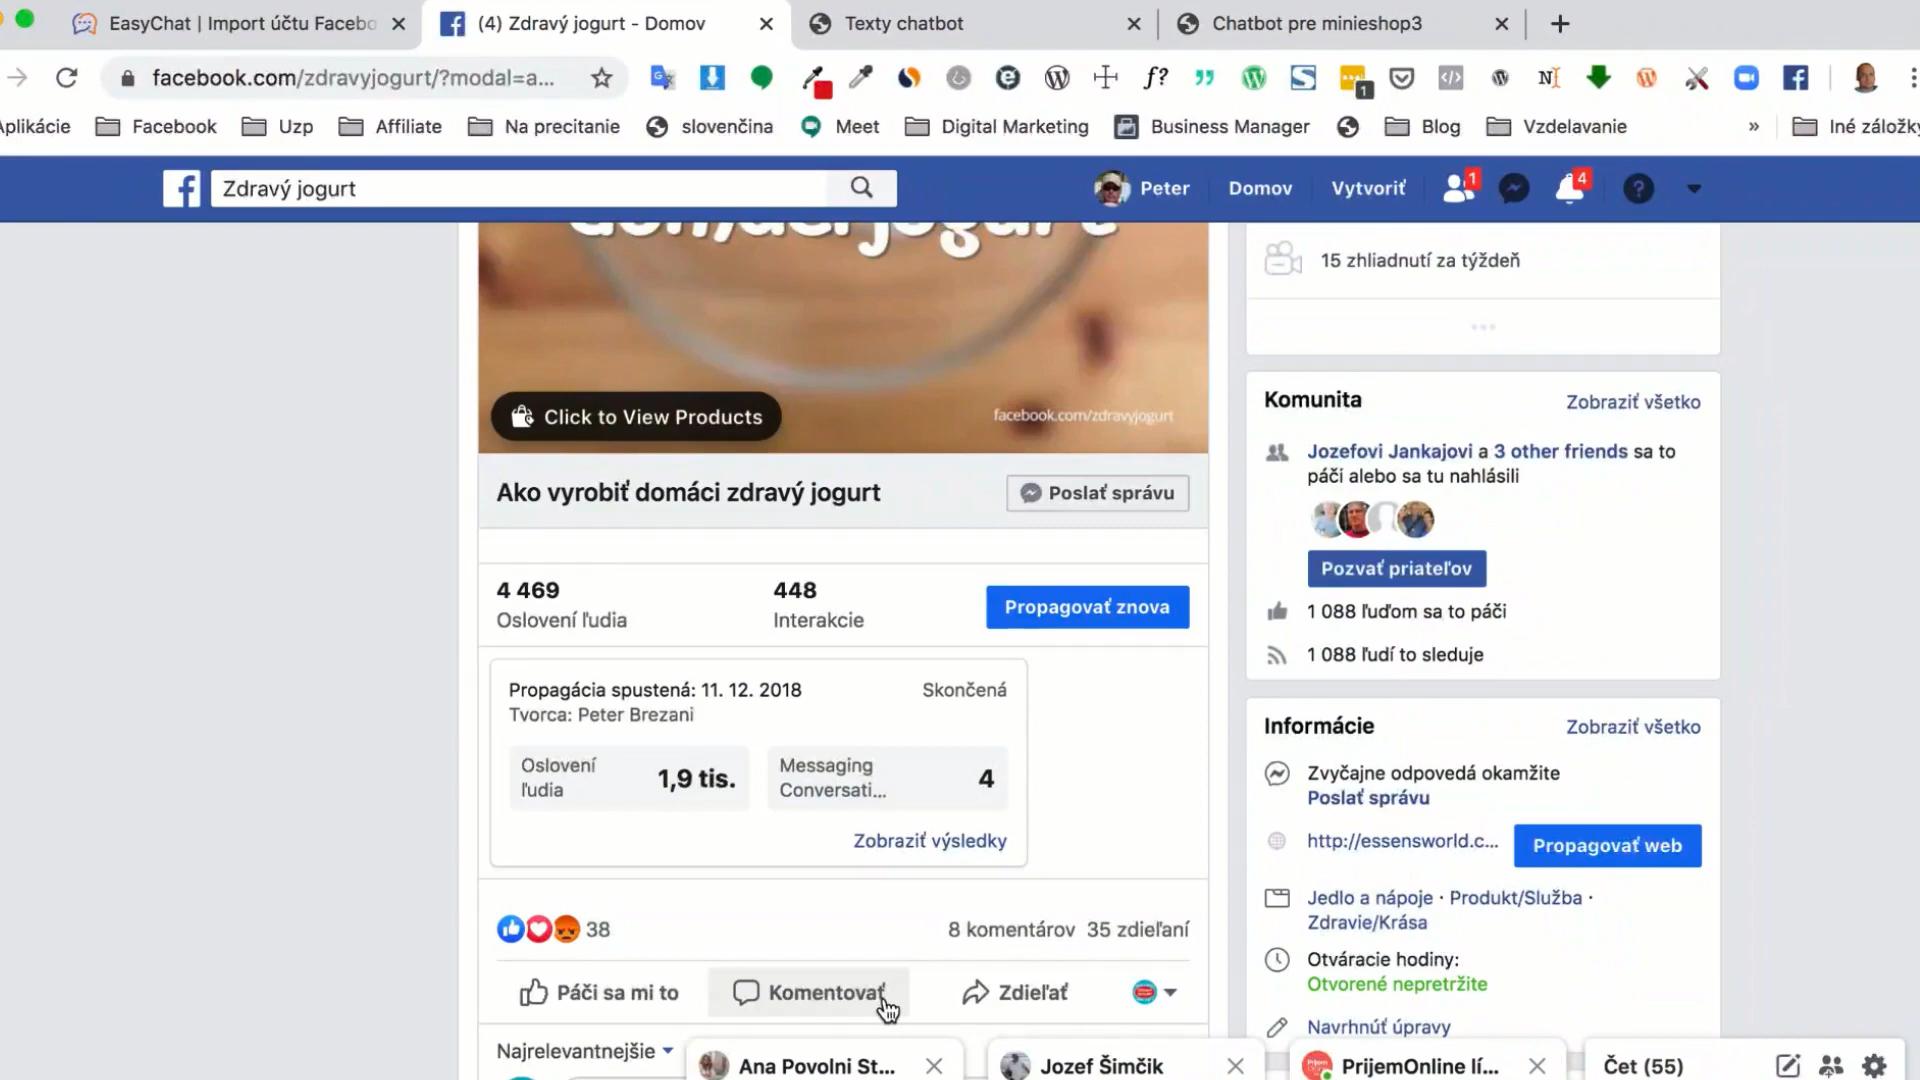 EasyChat | Import účtu Facebo
(4) Zdravý jogurt - Domov
Texty chatbot
Chatbot pre minieshop3
facebook.com/zdravyjogurt/?modal=a...
f?
1
plikácie
Facebook
Uzp
Affiliate
Na precitanie
slovenčina
Meet
Digital Marketing
Business Manager
Blog
Vzdelavanie
»
Iné záložky
Zdravý jogurt
Peter
Domov
Vytvoriť
1
4
15 zhliadnutí za týždeň
Click to View Products
facebook.com/zdravyjogurt
Ako vyrobiť domáci zdravý jogurt
Poslať správu
4 469
Oslovení ľudia
448
Interakcie
Propagovať znova
Propagácia spustená: 11. 12. 2018
Skončená
Tvorca: Peter Brezani
Oslovení
ľudia
1,9 tis.
Messaging
Conversati...
4
Zobraziť výsledky
38
8 komentárov 35 zdieľaní
Páči sa mi to
Komentovať
Zdieľať
Najrelevantnejšie
Komunita
Zobraziť všetko
Jozefovi Jankajovi a 3 other friends sa to
páči alebo sa tu nahlásili
Pozvať priateľov
1 088 ľuďom sa to páči
1 088 ľudí to sleduje
Informácie
Zobraziť všetko
Zvyčajne odpovedá okamžite
Poslať správu
http://essensworld.c...
Propagovať web
Jedlo a nápoje · Produkt/Služba ·
Zdravie/Krása
Otváracie hodiny:
Otvorené nepretržite
Navrhnúť úpravy
Ana Povolni St...
Jozef Šimčik
PrijemOnline lí...
Čet (55)